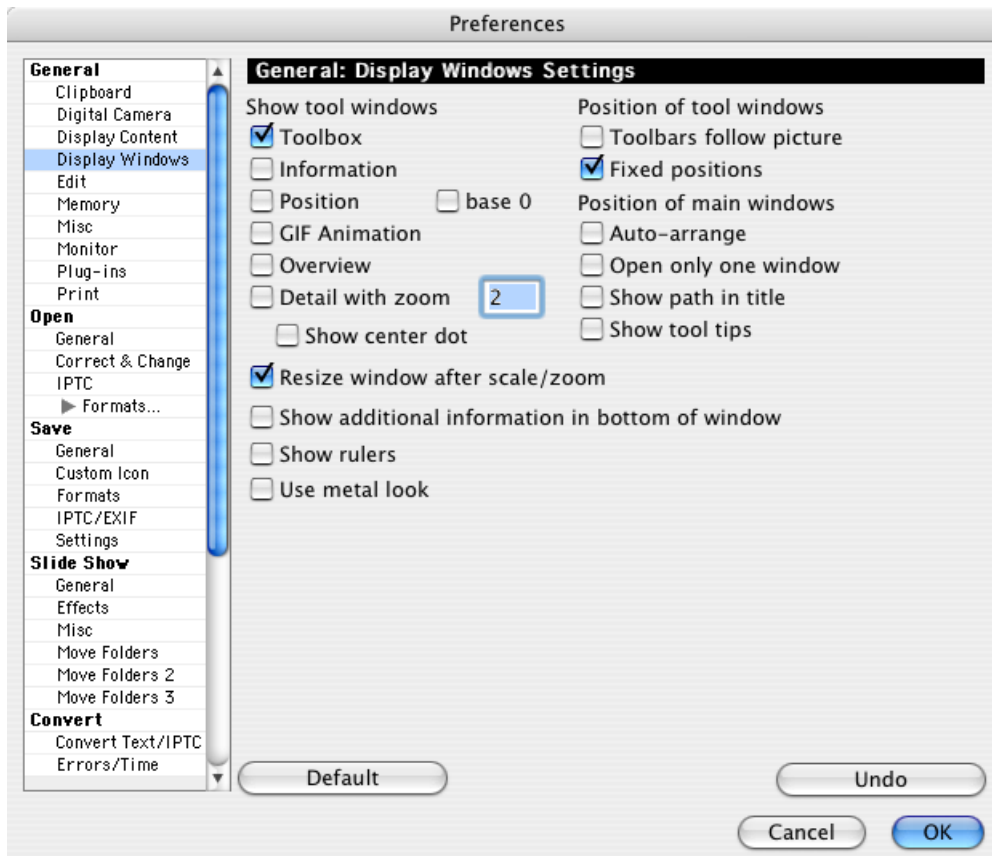 Preferences
General
Clipboard
Digital Camera
Display Content
Display Windows
Edit
Memory
Misc
Monitor
Plug-ins
Print
Open
General
Correct & Change
IPTC
Formats...
Save
General
Custom Icon
Formats
IPTC/EXIF
Settings
Slide Show
General
Effects
Misc
Move Folders
Move Folders 2
Move Folders 3
Convert
Convert Text/IPTC
Errors/Time
General: Display Windows Settings
Show tool windows
Toolbox
Information
Position base 0
GIF Animation
Overview
Detail with zoom 2
Show center dot
Position of tool windows
Toolbars follow picture
Fixed positions
Position of main windows
Auto-arrange
Open only one window
Show path in title
Show tool tips
Resize window after scale/zoom
Show additional information in bottom of window
Show rulers
Use metal look
Default
Undo
Cancel
OK